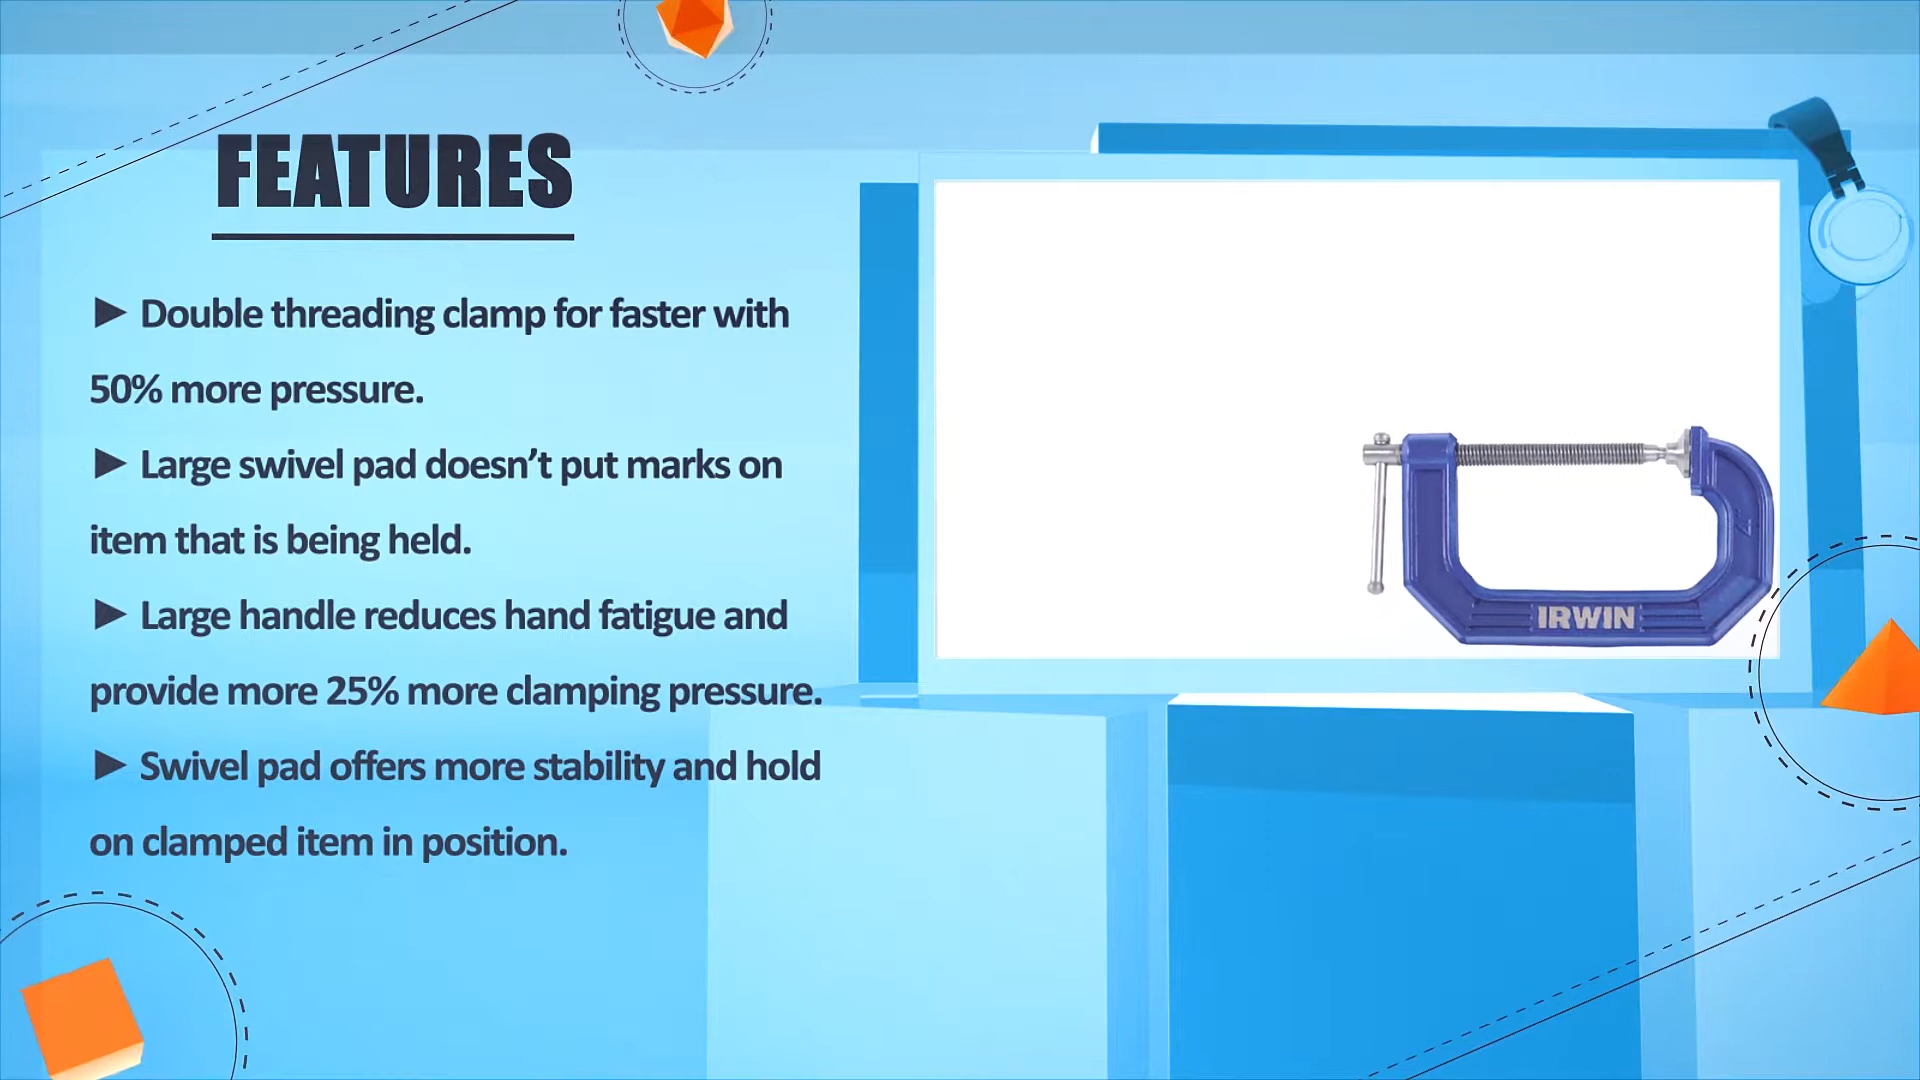 FEATURES
► Double threading clamp for faster with
50% more pressure.
► Large swivel pad doesn’t put marks on
item that is being held.
► Large handle reduces hand fatigue and
provide more 25% more clamping pressure.
► Swivel pad offers more stability and hold
on clamped item in position.
IRWIN